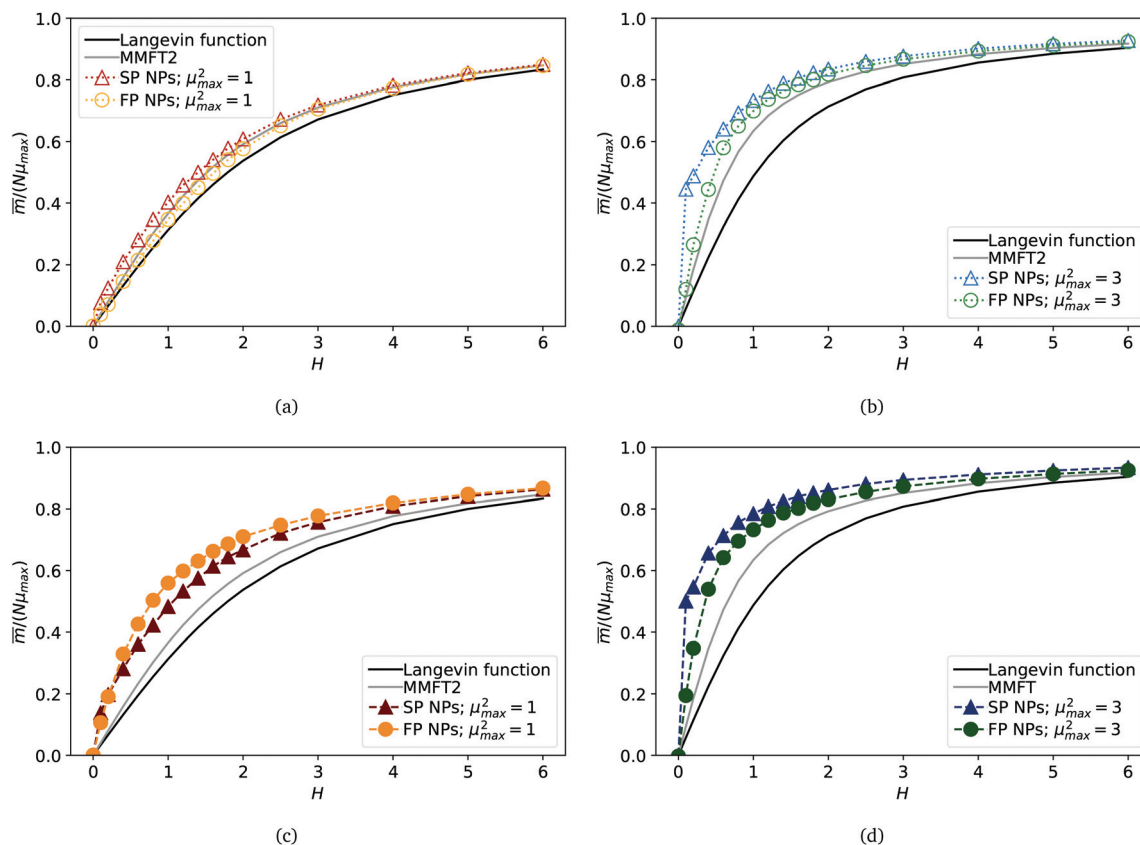 1.0
0.8
0.6
0.4
0.2
0.0
m̅/(Nμmax)
Langevin function
MMFT2
SP NPs; μ²max = 1
FP NPs; μ²max = 1
0 1 2 3 4 5 6
H
(a)
1.0
0.8
0.6
0.4
0.2
0.0
m̅/(Nμmax)
Langevin function
MMFT2
SP NPs; μ²max = 3
FP NPs; μ²max = 3
0 1 2 3 4 5 6
H
(b)
1.0
0.8
0.6
0.4
0.2
0.0
m̅/(Nμmax)
Langevin function
MMFT2
SP NPs; μ²max = 1
FP NPs; μ²max = 1
0 1 2 3 4 5 6
H
(c)
1.0
0.8
0.6
0.4
0.2
0.0
m̅/(Nμmax)
Langevin function
MMFT
SP NPs; μ²max = 3
FP NPs; μ²max = 3
0 1 2 3 4 5 6
H
(d)